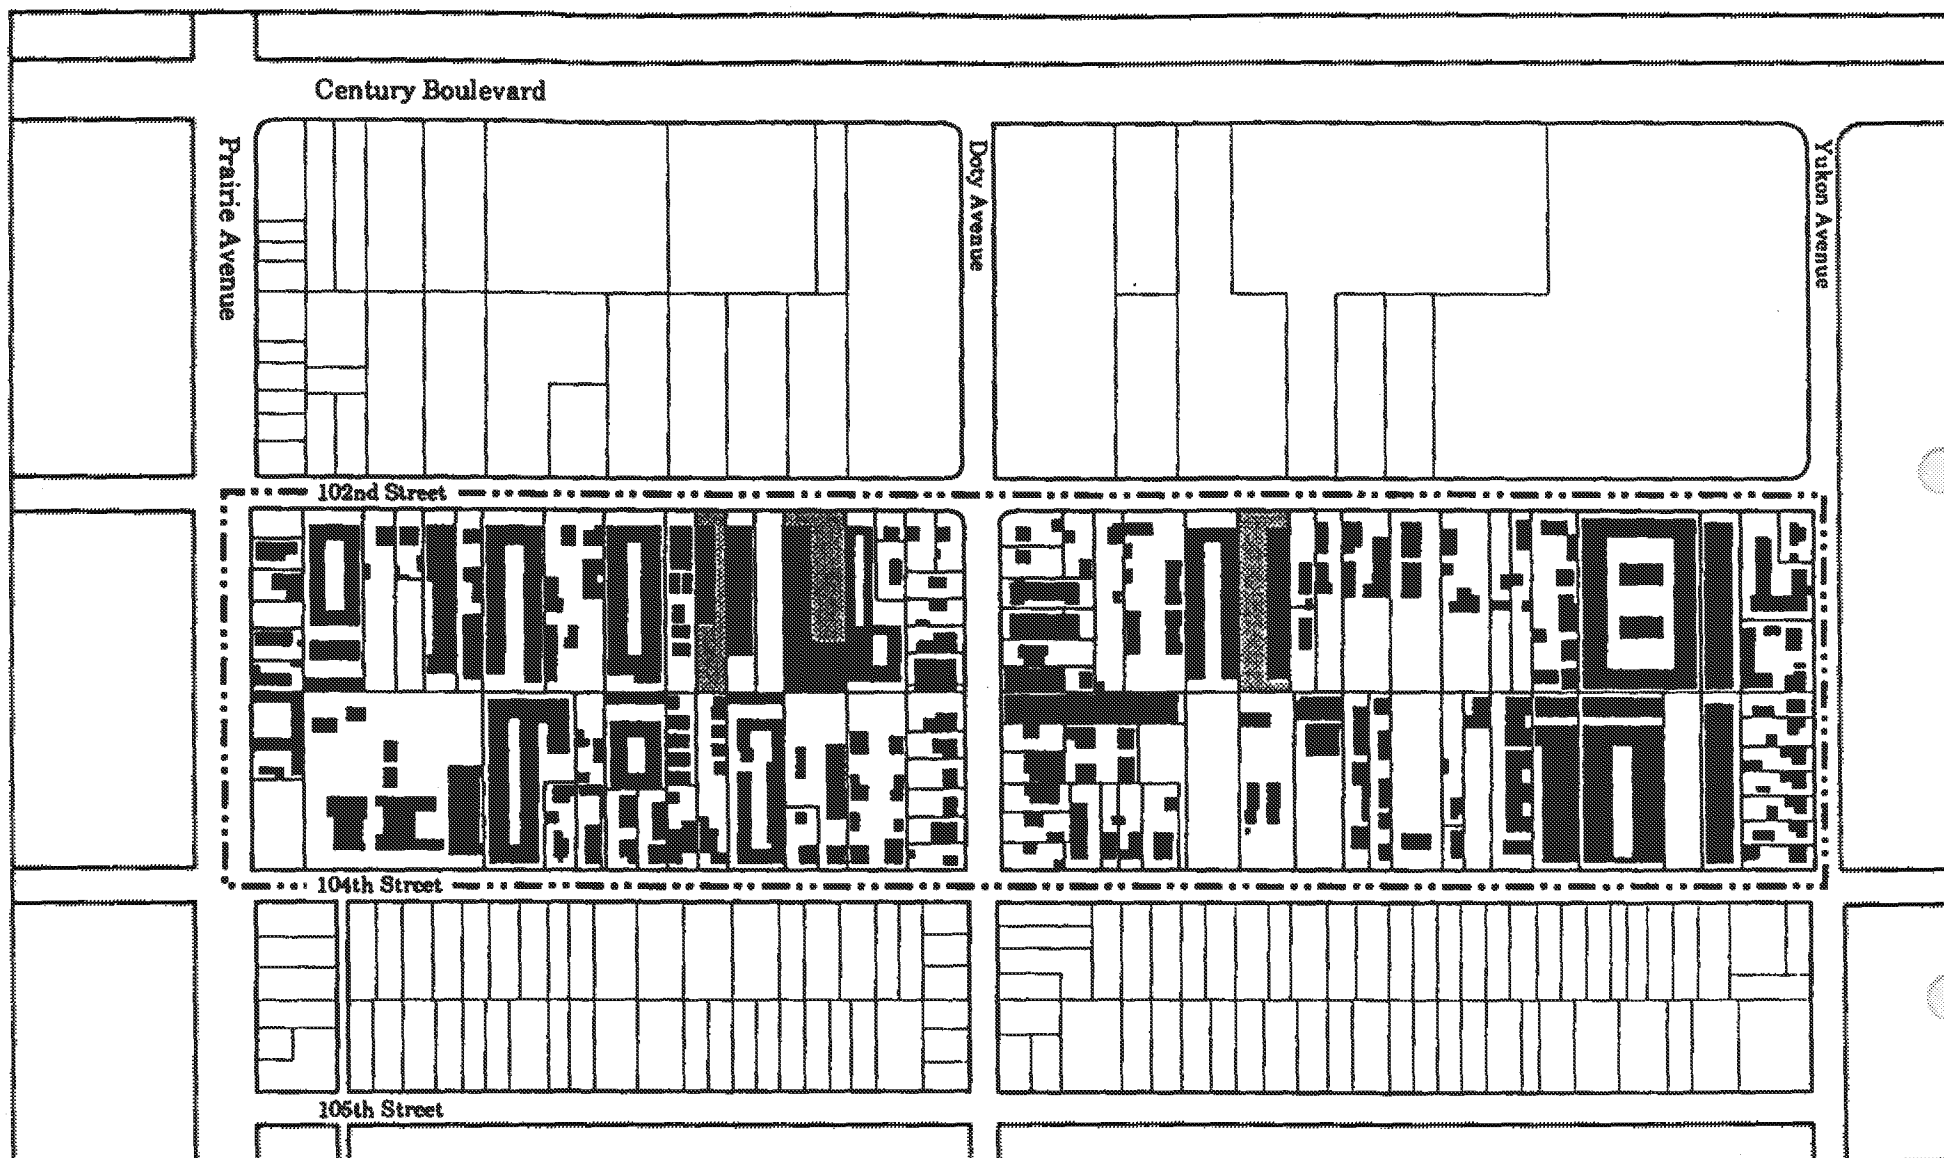 Century Boulevard
Prairie Avenue
Doty Avenue
Yukon Avenue
102nd Street
104th Street
105th Street